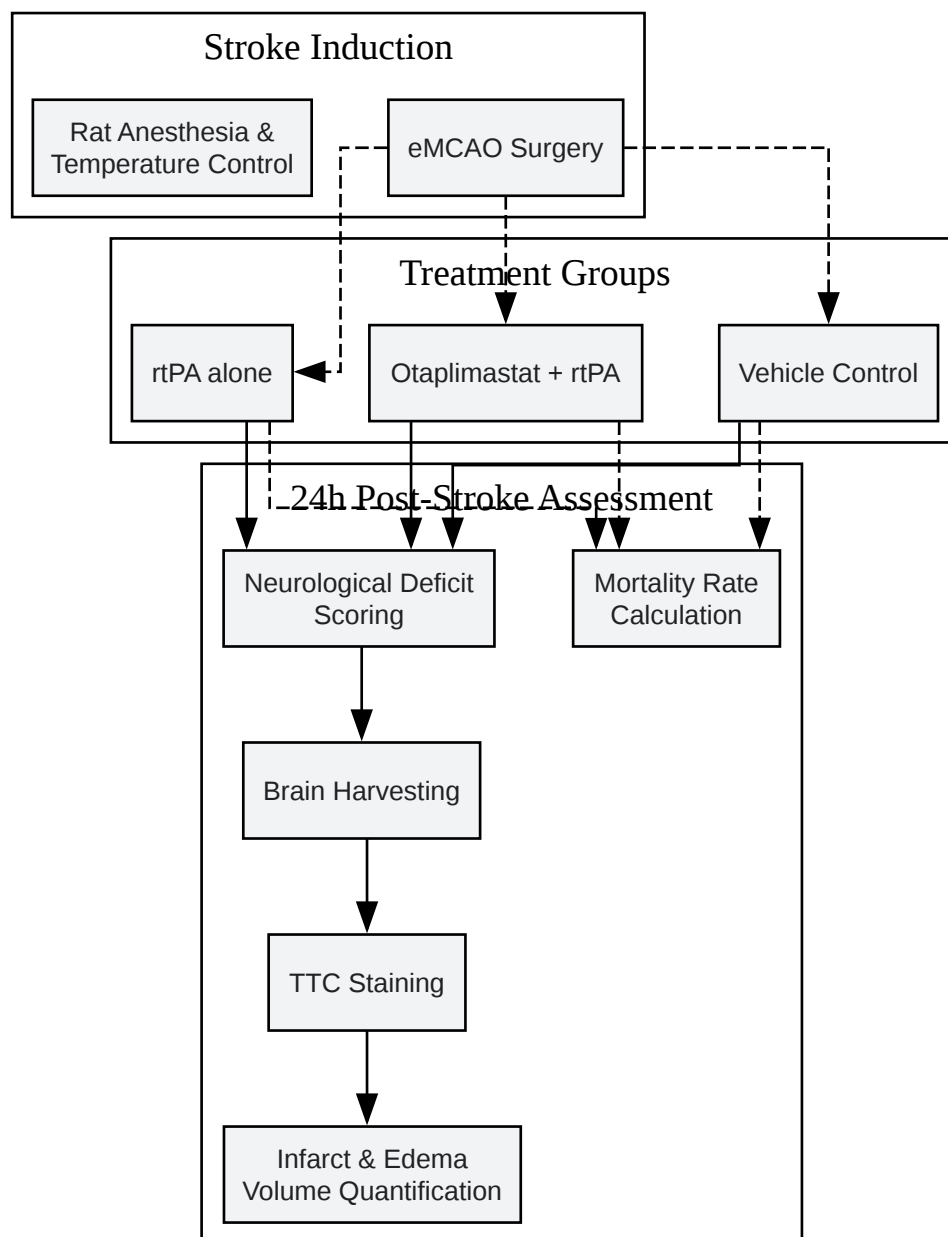 Stroke Induction
Rat Anesthesia &
Temperature Control
eMCAO Surgery
Treatment Groups
rtPA alone
Otaplimastat + rtPA
Vehicle Control
24h Post-Stroke Assessment
Neurological Deficit
Scoring
Mortality Rate
Calculation
Brain Harvesting
TTC Staining
Infarct & Edema
Volume Quantification